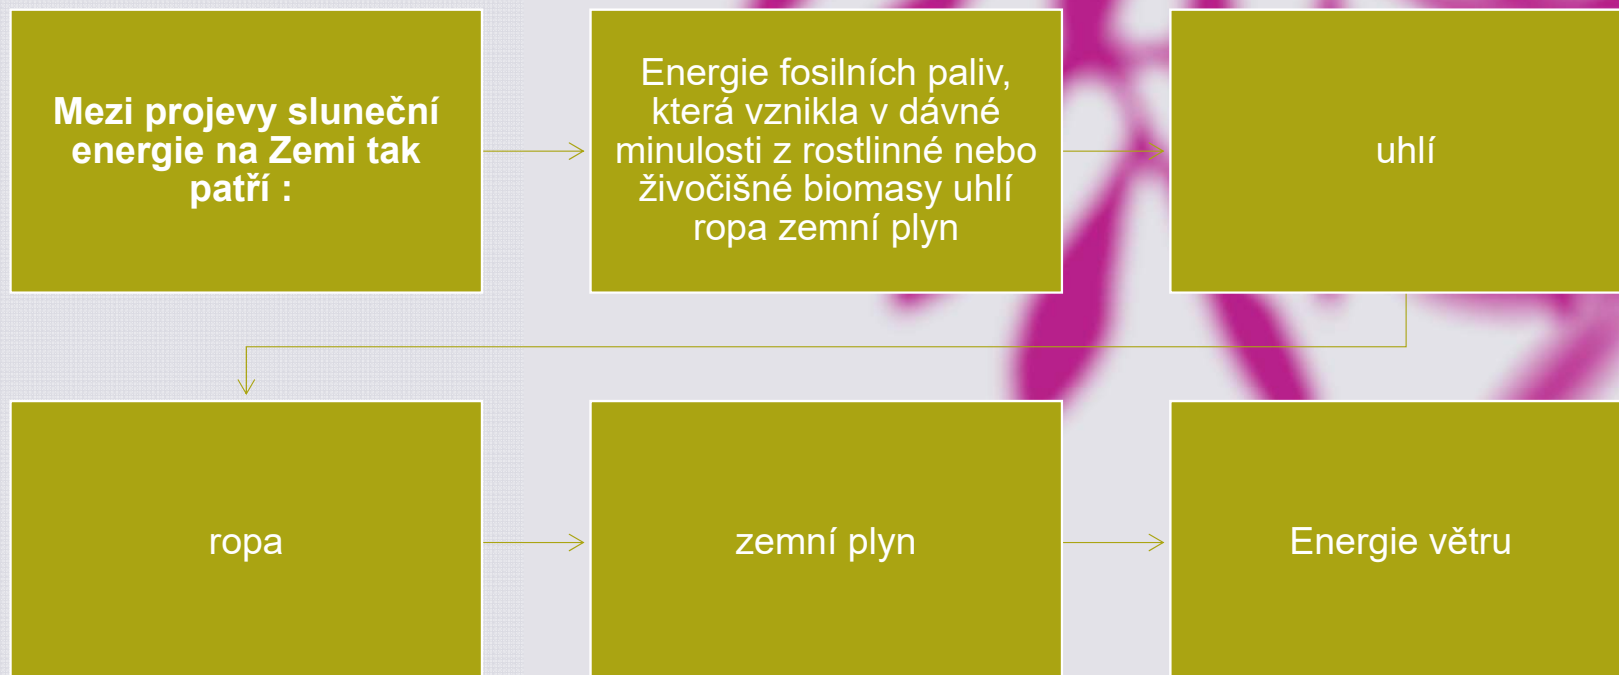 Mezi projevy sluneční
energie na Zemi tak
patří :
Energie fosilních paliv,
která vznikla v dávné
minulosti z rostlinné nebo
živočišné biomasy uhlí
ropa zemní plyn
uhlí
ropa
zemní plyn
Energie větru